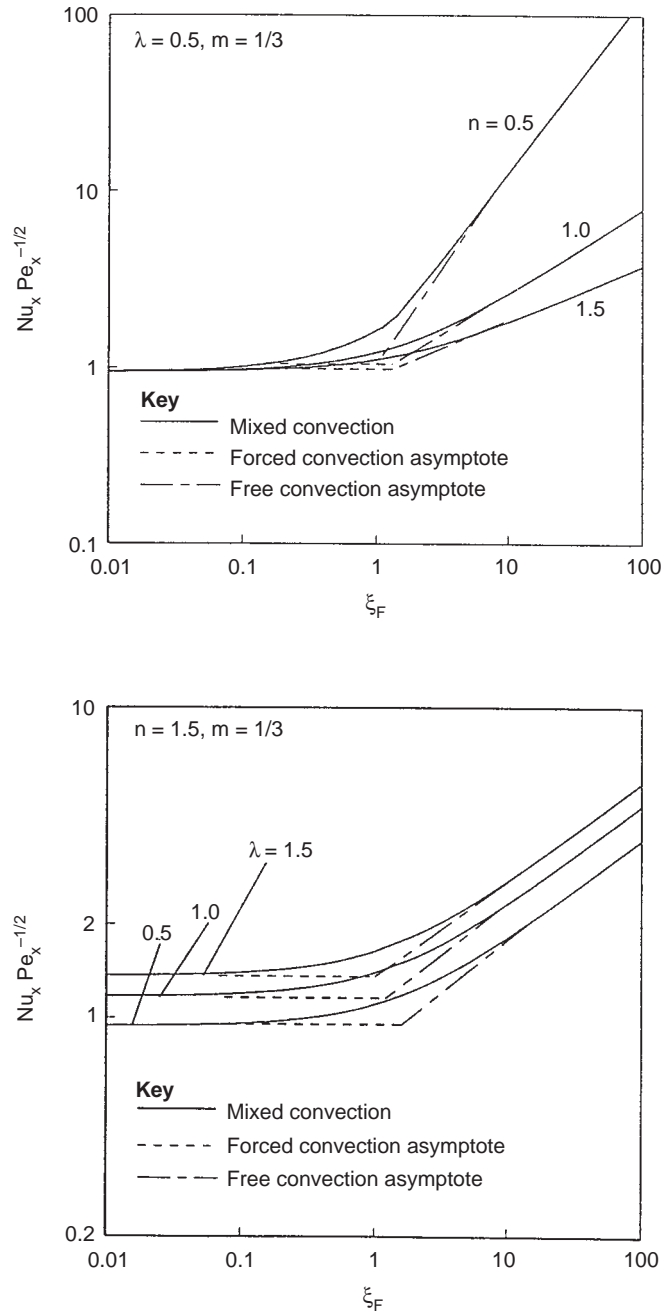 100
λ = 0.5, m = 1/3
n = 0.5
10
1.0
1.5
Nuₓ Peₓ⁻¹/²
1
Key
Mixed convection
Forced convection asymptote
Free convection asymptote
0.1
0.01 0.1 1 10 100
ξF
10
n = 1.5, m = 1/3
λ = 1.5
1.0
0.5
2
Nuₓ Peₓ⁻¹/²
1
Key
Mixed convection
Forced convection asymptote
Free convection asymptote
0.2
0.01 0.1 1 10 100
ξF